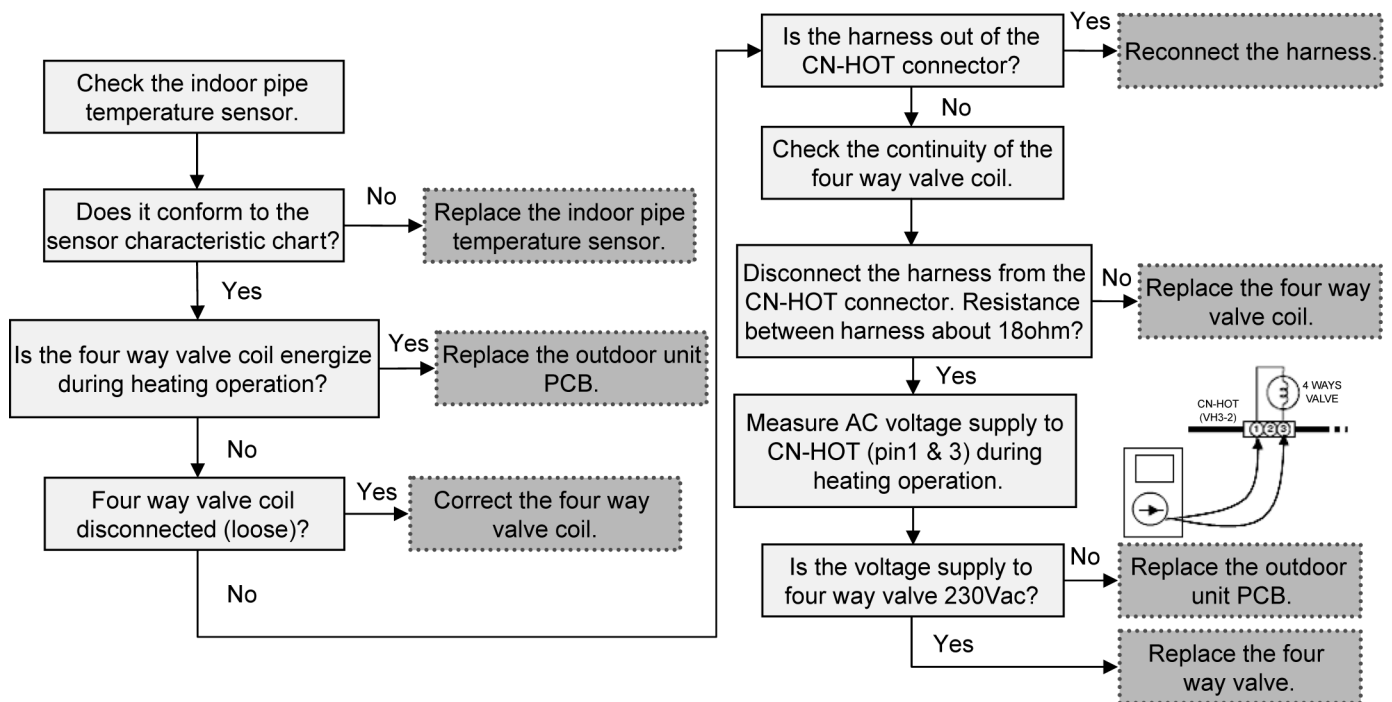 Check the indoor pipe
temperature sensor.
Does it conform to the
sensor characteristic chart?
No
Replace the indoor pipe
temperature sensor.
Yes
Is the four way valve coil energize
during heating operation?
Yes
Replace the outdoor unit
PCB.
No
Four way valve coil
disconnected (loose)?
Yes
Correct the four way
valve coil.
No
Is the harness out of the
CN-HOT connector?
Yes
Reconnect the harness.
No
Check the continuity of the
four way valve coil.
Disconnect the harness from the
CN-HOT connector. Resistance
between harness about 18ohm?
No
Replace the four way
valve coil.
Yes
Measure AC voltage supply to
CN-HOT (pin1 & 3) during
heating operation.
4 WAYS
VALVE
CN-HOT
(VH3-2)
1 2 3
Is the voltage supply to
four way valve 230Vac?
No
Replace the outdoor
unit PCB.
Yes
Replace the four
way valve.